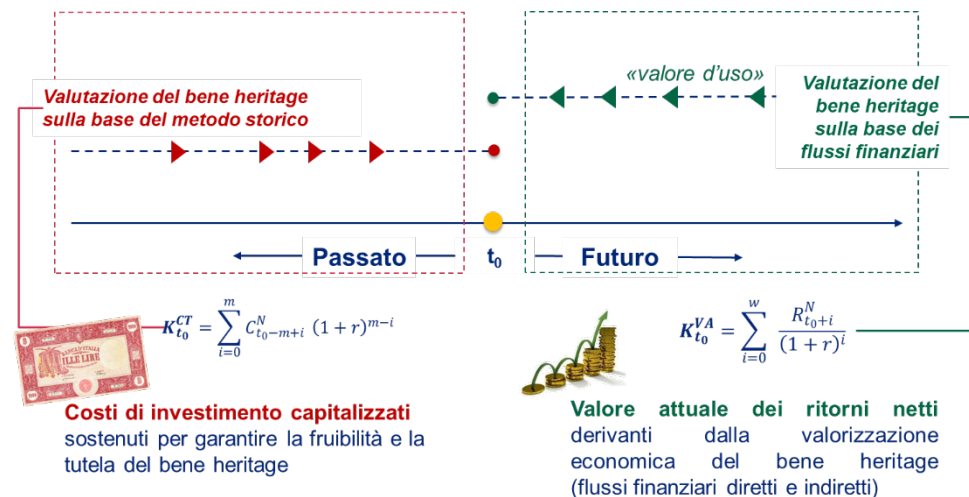 «valore d'uso»
Valutazione del bene heritage
sulla base del metodo storico
Valutazione del
bene heritage
sulla base dei
flussi finanziari
Passato
t₀
Futuro
K^{CT}_{t₀} = ∑_{i=0}^{m} C^{N}_{t₀−m+i} (1 + r)^{m−i}
K^{VA}_{t₀} = ∑_{i=0}^{w} R^{N}_{t₀+i} / (1 + r)^{i}
MILLE LIRE
Costi di investimento capitalizzati
sostenuti per garantire la fruibilità e la
tutela del bene heritage
Valore attuale dei ritorni netti
derivanti dalla valorizzazione
economica del bene heritage
(flussi finanziari diretti e indiretti)